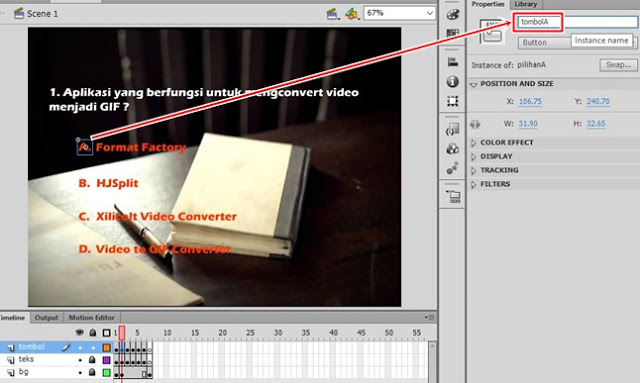 Scene 1
67%
1. Aplikasi yang berfungsi untuk mengconvert video
menjadi GIF ?
A. Format Factory
B. HJSplit
C. Xilisolt Video Converter
D. Video to GIF Converter
Properties Library
tombolA
Button
Instance name
Instance of: pilihanA Swap...
POSITION AND SIZE
X: 106.75 Y: 240.70
W: 31.90 H: 32.65
COLOR EFFECT
DISPLAY
TRACKING
FILTERS
Timeline Output Motion Editor
1 5 10 15 20 25 30 35 40 45 50 55
tombol
teks
bg